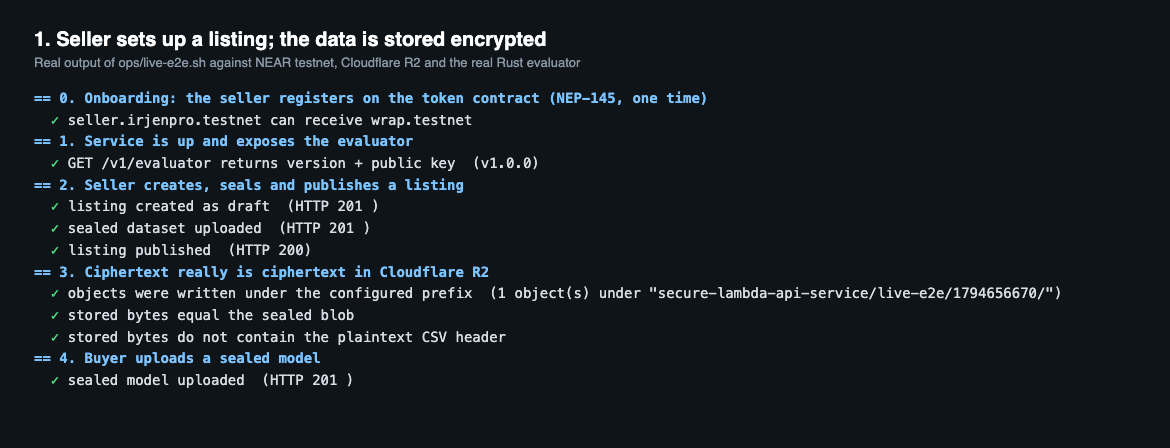 1. Seller sets up a listing; the data is stored encrypted
Real output of ops/live-e2e.sh against NEAR testnet, Cloudflare R2 and the real Rust evaluator
== 0. Onboarding: the seller registers on the token contract (NEP-145, one time)
✓ seller.irjenpro.testnet can receive wrap.testnet
== 1. Service is up and exposes the evaluator
✓ GET /v1/evaluator returns version + public key  (v1.0.0)
== 2. Seller creates, seals and publishes a listing
✓ listing created as draft  (HTTP 201 )
✓ sealed dataset uploaded  (HTTP 201 )
✓ listing published  (HTTP 200)
== 3. Ciphertext really is ciphertext in Cloudflare R2
✓ objects were written under the configured prefix  (1 object(s) under "secure-lambda-api-service/live-e2e/1794656670/")
✓ stored bytes equal the sealed blob
✓ stored bytes do not contain the plaintext CSV header
== 4. Buyer uploads a sealed model
✓ sealed model uploaded  (HTTP 201 )